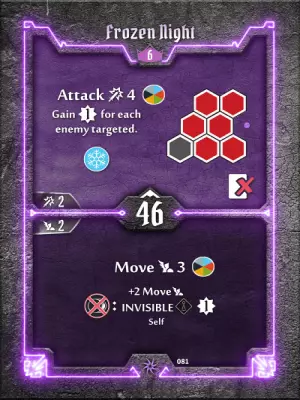 Frozen Night
6
Attack 4
Gain 1 for each
enemy targeted.
2
46
2
Move 3
+2 Move
: INVISIBLE 1
Self
081